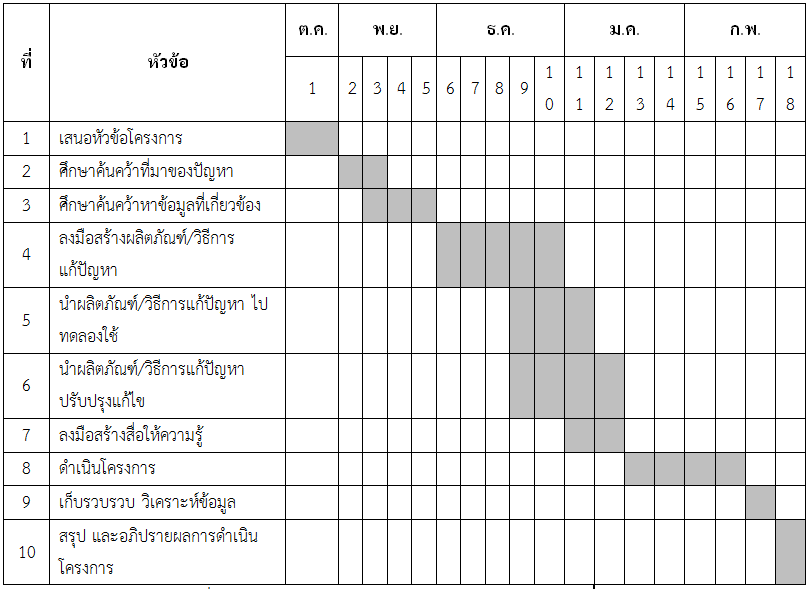 ที่ หัวข้อ ต.ค. พ.ย. ธ.ค. ม.ค. ก.พ.
1 2 3 4 5 6 7 8 9 10 11 12 13 14 15 16 17 18
1 เสนอหัวข้อโครงการ
2 ศึกษาค้นคว้าที่มาของปัญหา
3 ศึกษาค้นคว้าหาข้อมูลที่เกี่ยวข้อง
4 ลงมือสร้างผลิตภัณฑ์/วิธีการ
แก้ปัญหา
5 นำผลิตภัณฑ์/วิธีการแก้ปัญหา ไป
ทดลองใช้
6 นำผลิตภัณฑ์/วิธีการแก้ปัญหา
ปรับปรุงแก้ไข
7 ลงมือสร้างสื่อให้ความรู้
8 ดำเนินโครงการ
9 เก็บรวบรวบ วิเคราะห์ข้อมูล
10 สรุป และอภิปรายผลการดำเนิน
โครงการ